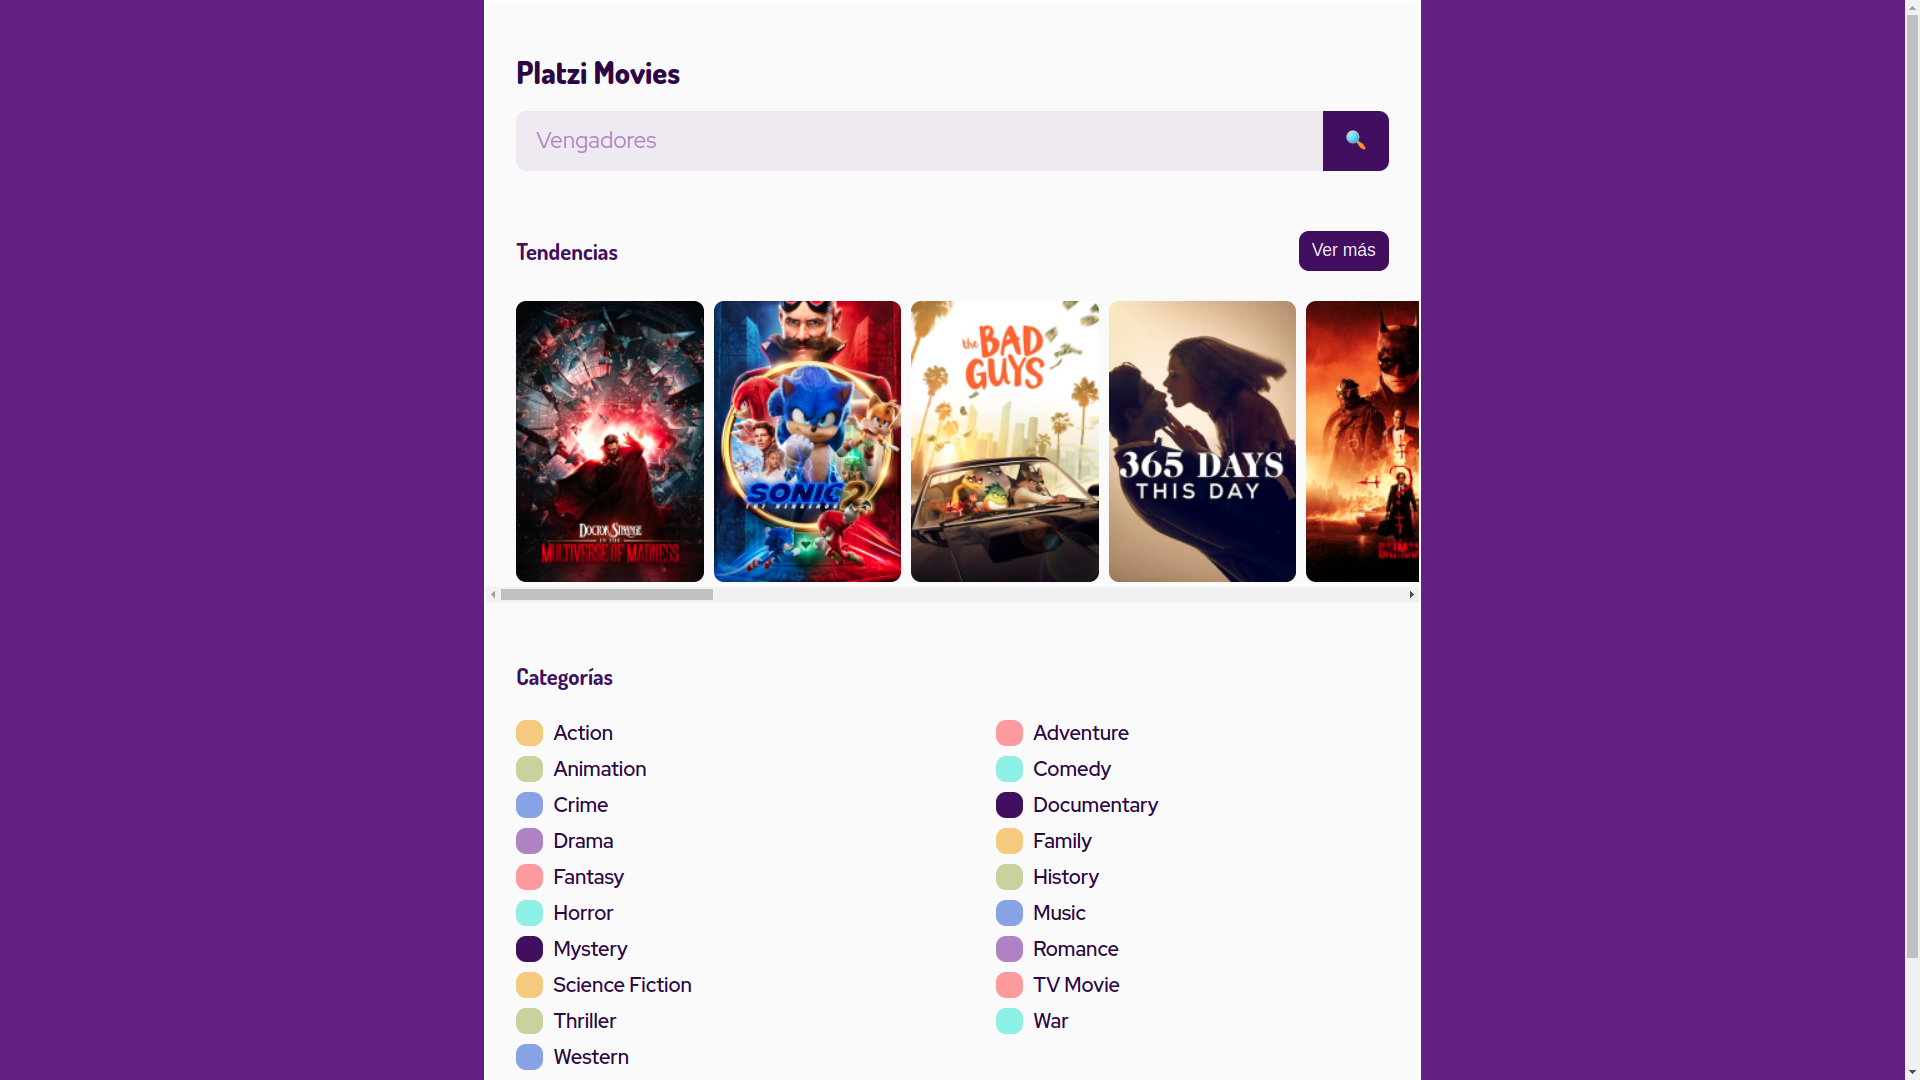 Platzi Movies
Vengadores
Tendencias
Ver más
DOCTOR STRANGE
IN THE
MULTIVERSE OF MADNESS
SONIC 2
THE HEDGEHOG
the BAD
GUYS
365 DAYS
THIS DAY
Categorías
Action
Adventure
Animation
Comedy
Crime
Documentary
Drama
Family
Fantasy
History
Horror
Music
Mystery
Romance
Science Fiction
TV Movie
Thriller
War
Western